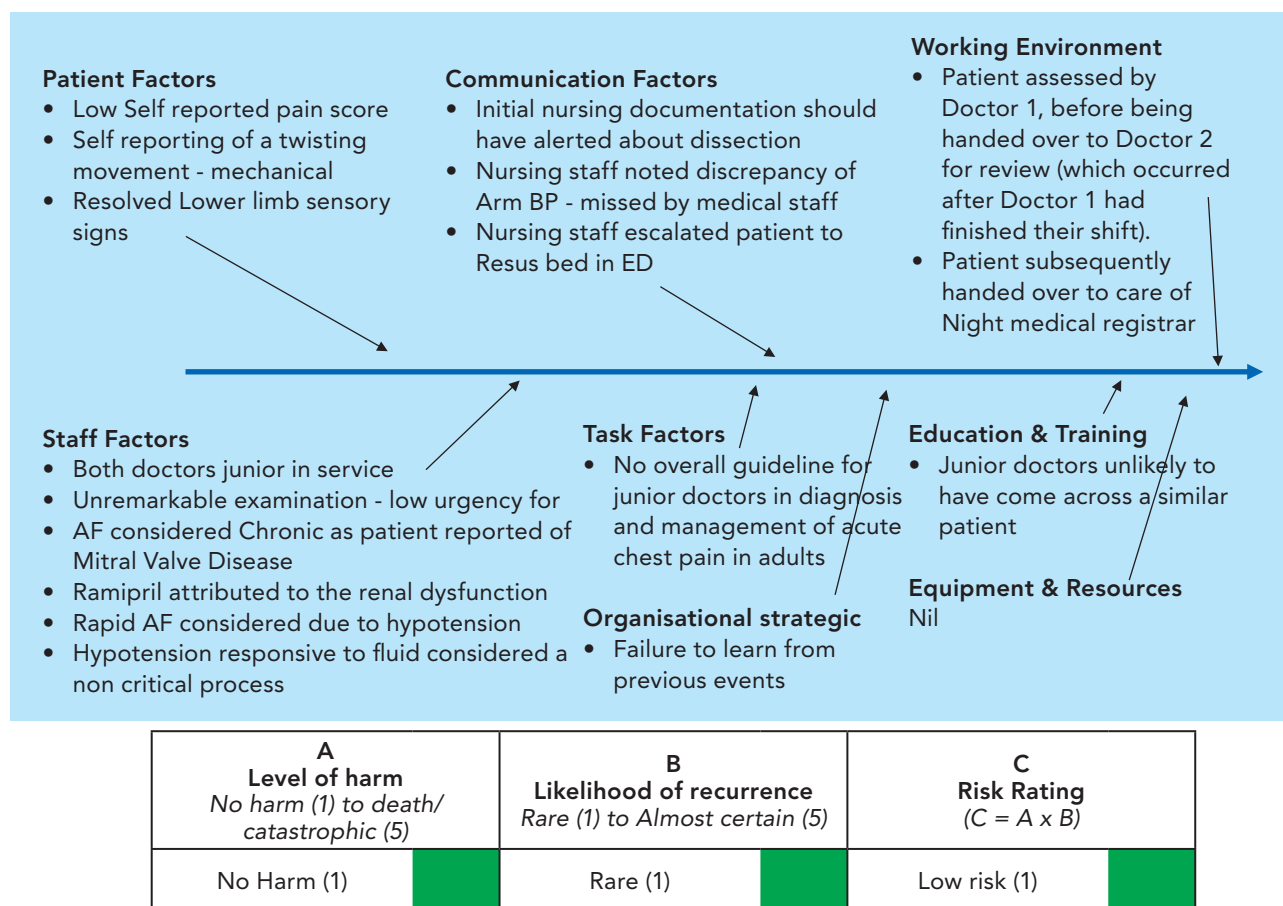 Patient Factors
• Low Self reported pain score
• Self reporting of a twisting
movement - mechanical
• Resolved Lower limb sensory
signs
Communication Factors
• Initial nursing documentation should
have alerted about dissection
• Nursing staff noted discrepancy of
Arm BP - missed by medical staff
• Nursing staff escalated patient to
Resus bed in ED
Working Environment
• Patient assessed by
Doctor 1, before being
handed over to Doctor 2
for review (which occurred
after Doctor 1 had
finished their shift).
• Patient subsequently
handed over to care of
Night medical registrar
Staff Factors
• Both doctors junior in service
• Unremarkable examination - low urgency for
• AF considered Chronic as patient reported of
Mitral Valve Disease
• Ramipril attributed to the renal dysfunction
• Rapid AF considered due to hypotension
• Hypotension responsive to fluid considered a
non critical process
Task Factors
• No overall guideline for
junior doctors in diagnosis
and management of acute
chest pain in adults
Organisational strategic
• Failure to learn from
previous events
Education & Training
• Junior doctors unlikely to
have come across a similar
patient
Equipment & Resources
Nil
A
Level of harm
No harm (1) to death/
catastrophic (5)
B
Likelihood of recurrence
Rare (1) to Almost certain (5)
C
Risk Rating
(C = A x B)
No Harm (1)
Rare (1)
Low risk (1)